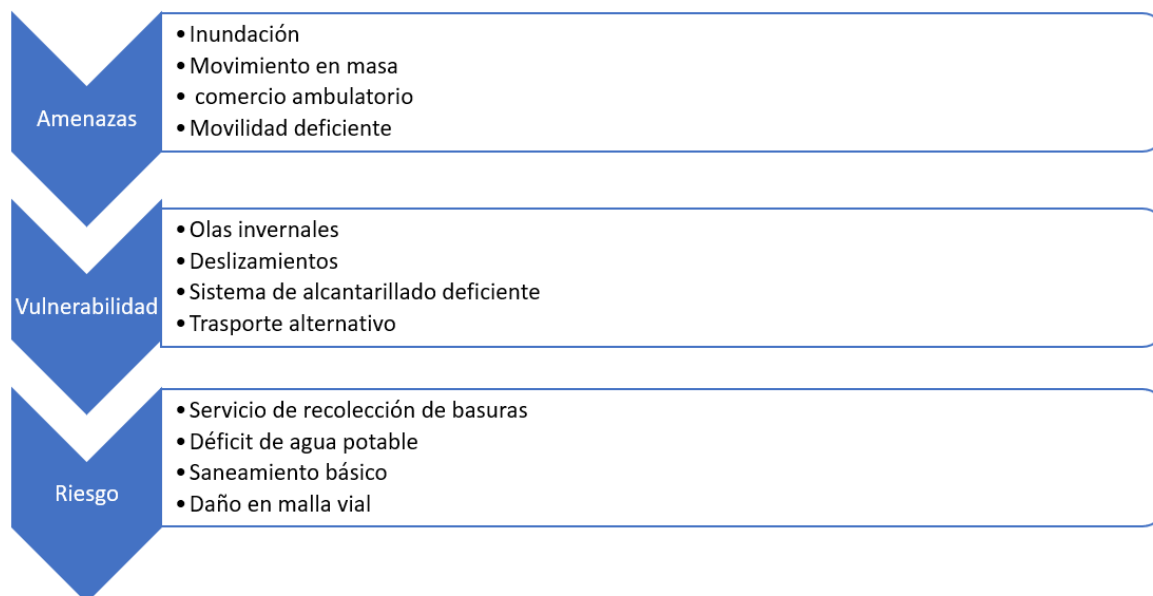 Amenazas
• Inundación
• Movimiento en masa
• comercio ambulatorio
• Movilidad deficiente
Vulnerabilidad
• Olas invernales
• Deslizamientos
• Sistema de alcantarillado deficiente
• Trasporte alternativo
Riesgo
• Servicio de recolección de basuras
• Déficit de agua potable
• Saneamiento básico
• Daño en malla vial